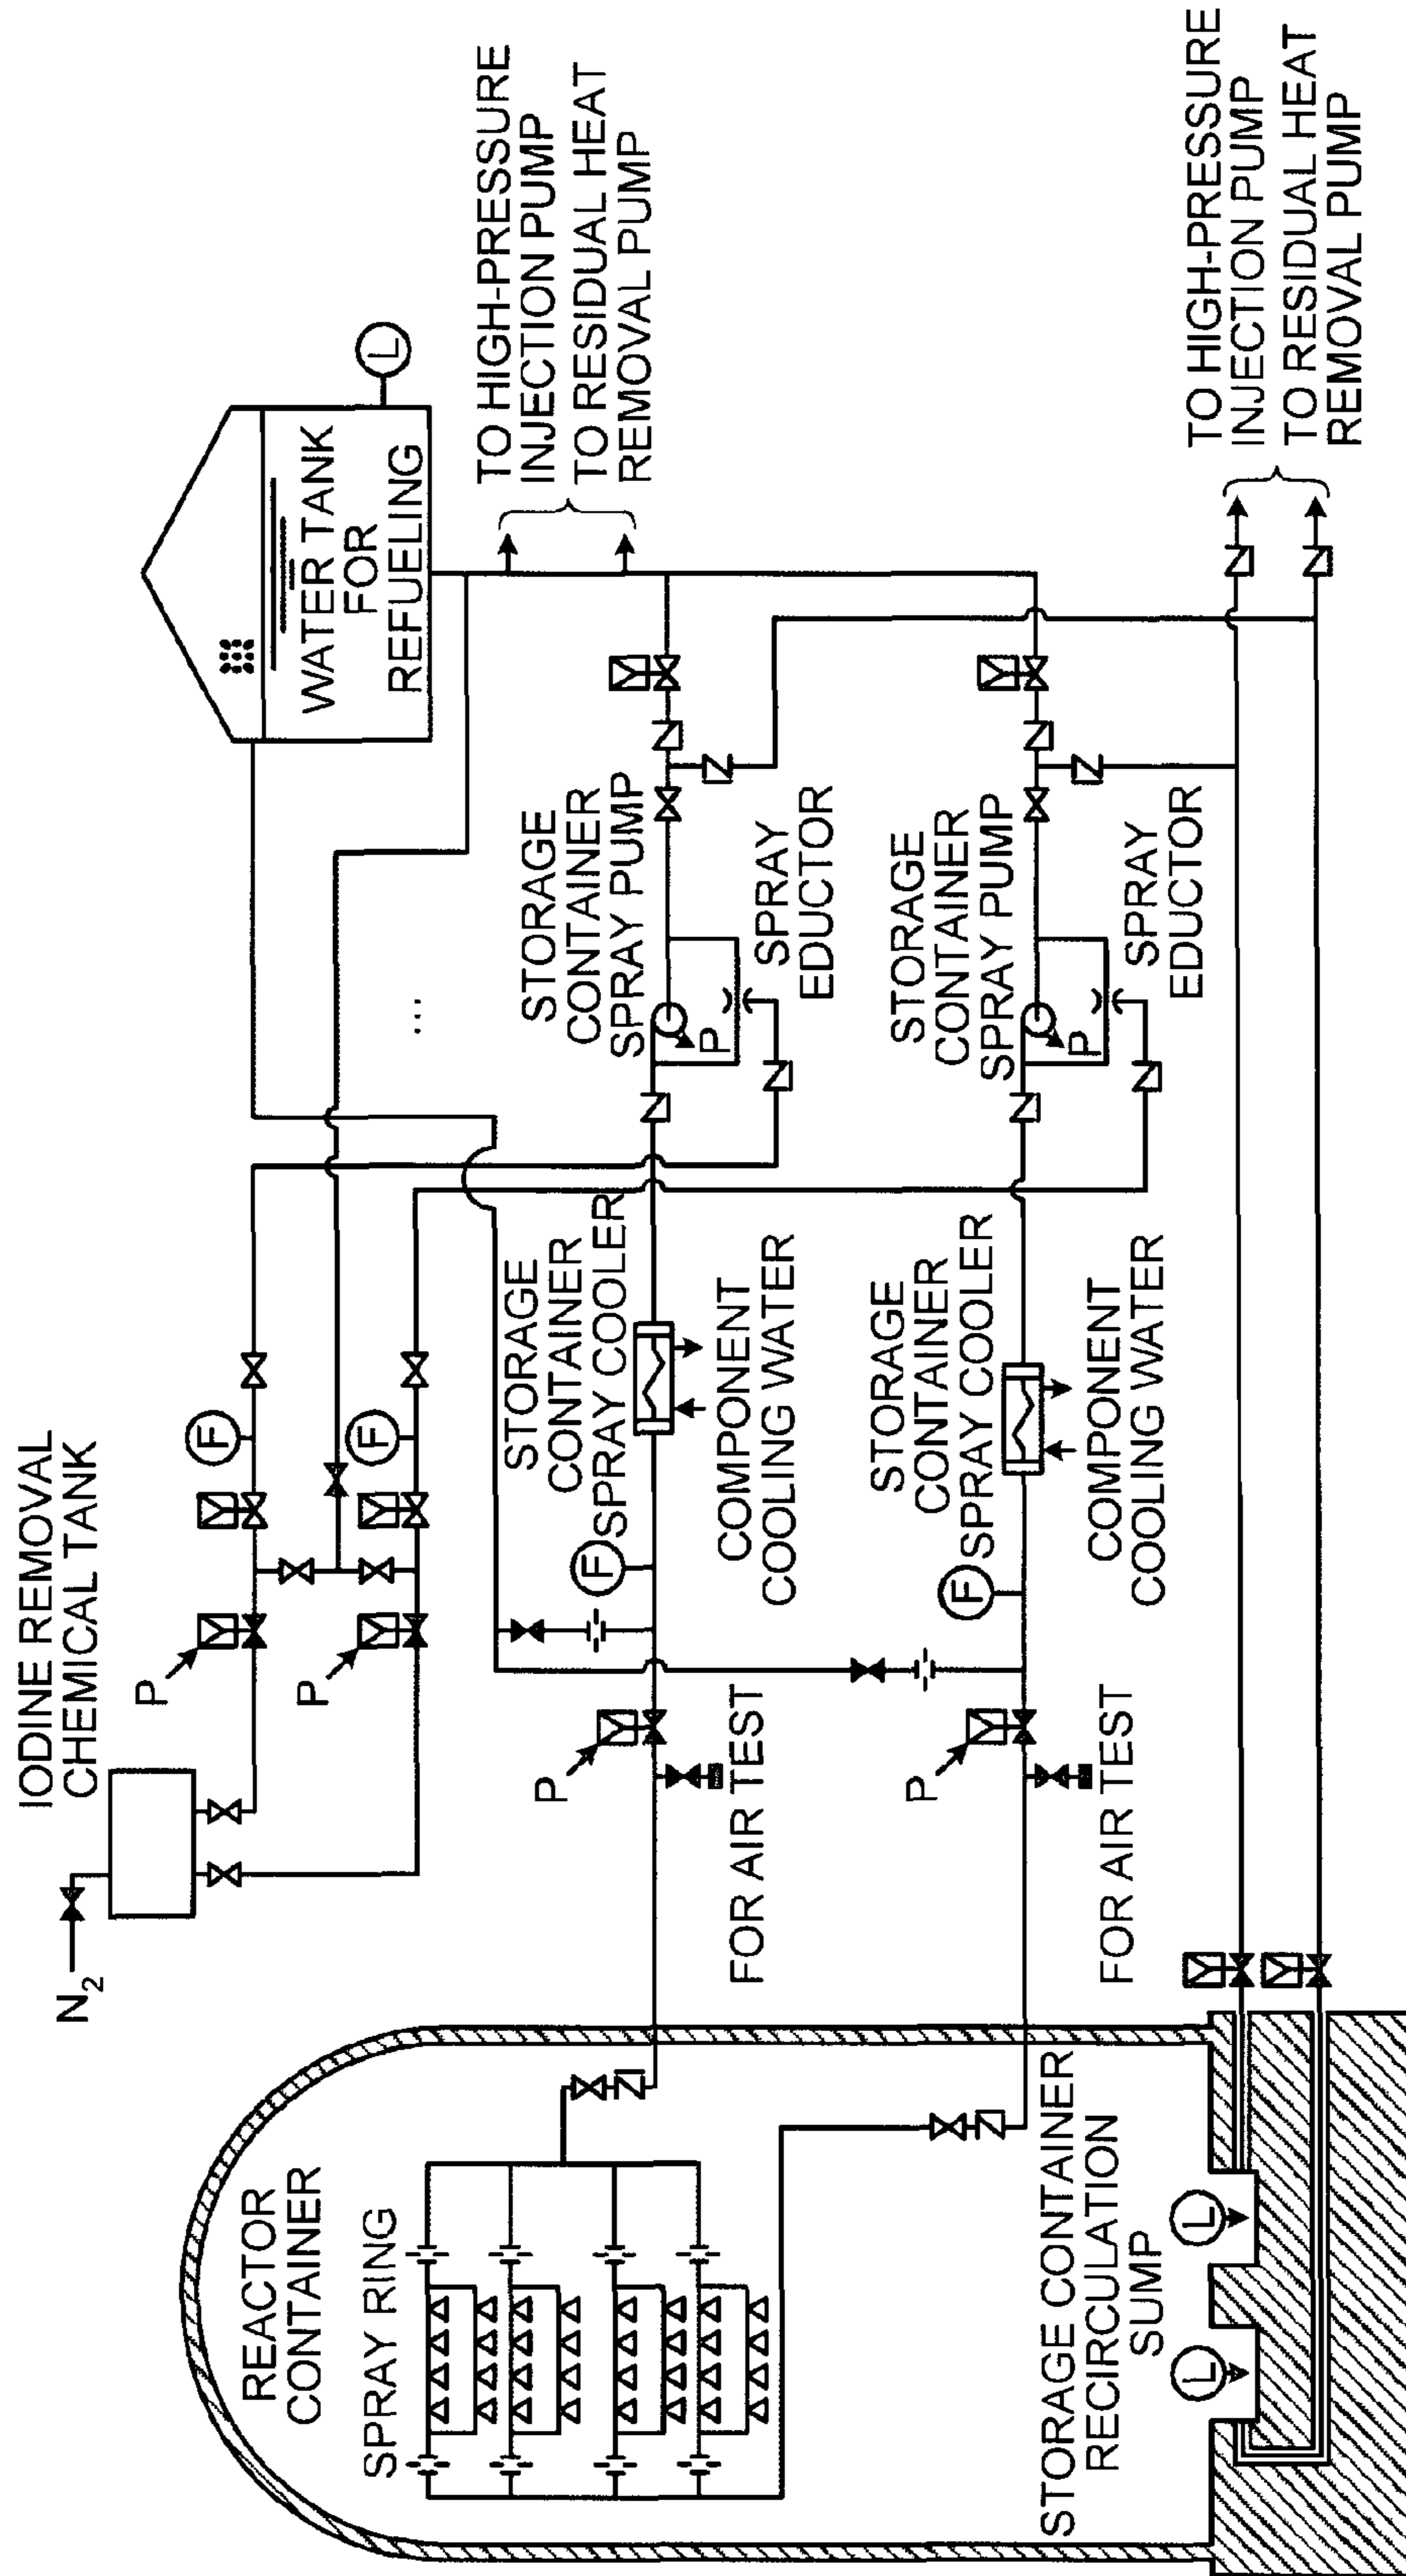 IODINE REMOVAL
CHEMICAL TANK
N2
P
P
F
F
L
WATER TANK
FOR
REFUELING
TO HIGH-PRESSURE
INJECTION PUMP
TO RESIDUAL HEAT
REMOVAL PUMP
REACTOR
CONTAINER
SPRAY RING
P
FOR AIR TEST
F
STORAGE
CONTAINER
SPRAY COOLER
COMPONENT
COOLING WATER
...
STORAGE
CONTAINER
SPRAY PUMP
P
SPRAY
EDUCTOR
P
FOR AIR TEST
F
STORAGE
CONTAINER
SPRAY COOLER
COMPONENT
COOLING WATER
STORAGE
CONTAINER
SPRAY PUMP
P
SPRAY
EDUCTOR
STORAGE CONTAINER
RECIRCULATION
SUMP
L
L
TO HIGH-PRESSURE
INJECTION PUMP
TO RESIDUAL HEAT
REMOVAL PUMP